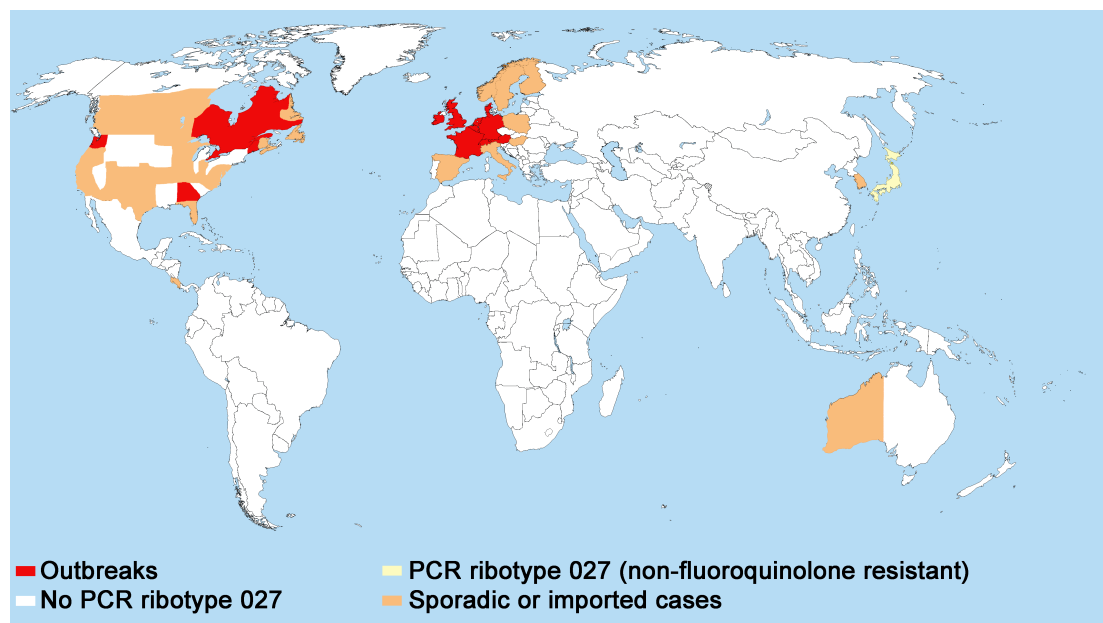 Outbreaks
No PCR ribotype 027
PCR ribotype 027 (non-fluoroquinolone resistant)
Sporadic or imported cases